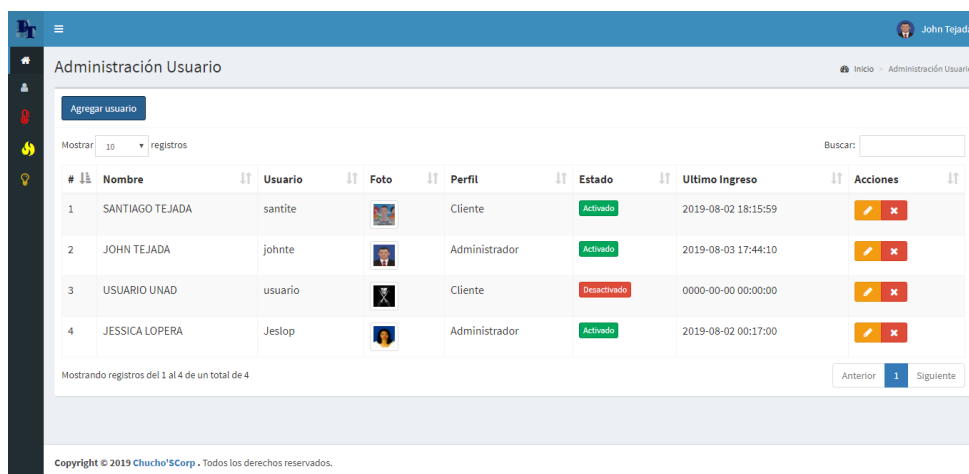 PT
John Tejada
Administración Usuario
Inicio > Administración Usuario
Agregar usuario
Mostrar 10 registros
Buscar:
# Nombre Usuario Foto Perfil Estado Ultimo Ingreso Acciones
1 SANTIAGO TEJADA santite Cliente Activado 2019-08-02 18:15:59
2 JOHN TEJADA johnte Administrador Activado 2019-08-03 17:44:10
3 USUARIO UNAD usuario Cliente Desactivado 0000-00-00 00:00:00
4 JESSICA LOPERA Jeslop Administrador Activado 2019-08-02 00:17:00
Mostrando registros del 1 al 4 de un total de 4
Anterior 1 Siguiente
Copyright © 2019 Chucho'SCorp . Todos los derechos reservados.